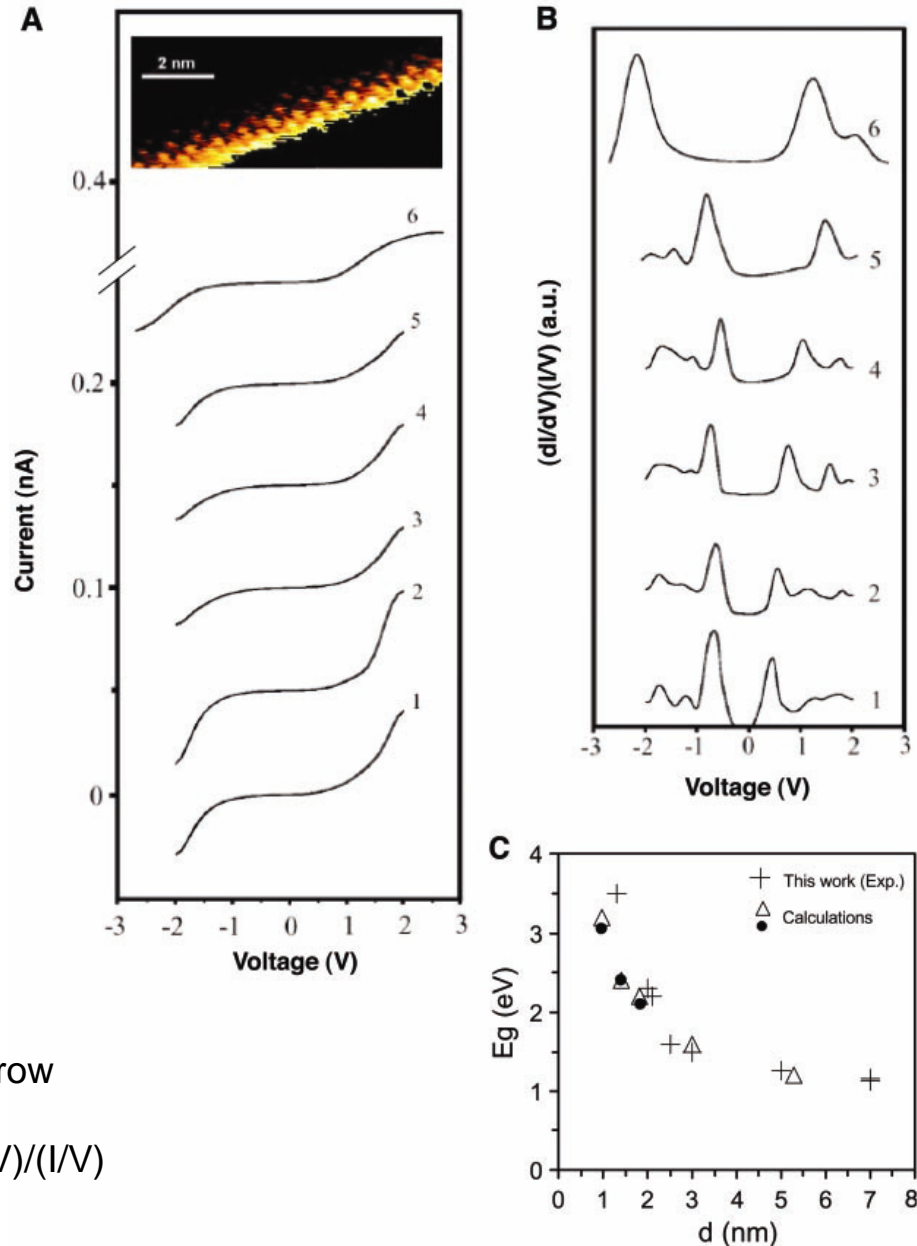 A
2 nm
0.4
0.2
0.1
0
6
5
4
3
2
1
-3 -2 -1 0 1 2 3
Current (nA)
Voltage (V)
B
6
5
4
3
2
1
-3 -2 -1 0 1 2 3
(dI/dV)(I/V) (a.u.)
Voltage (V)
C
This work (Exp.)
Calculations
4
3
2
1
0
0 1 2 3 4 5 6 7 8
Eg (eV)
d (nm)
row
V)/(I/V)